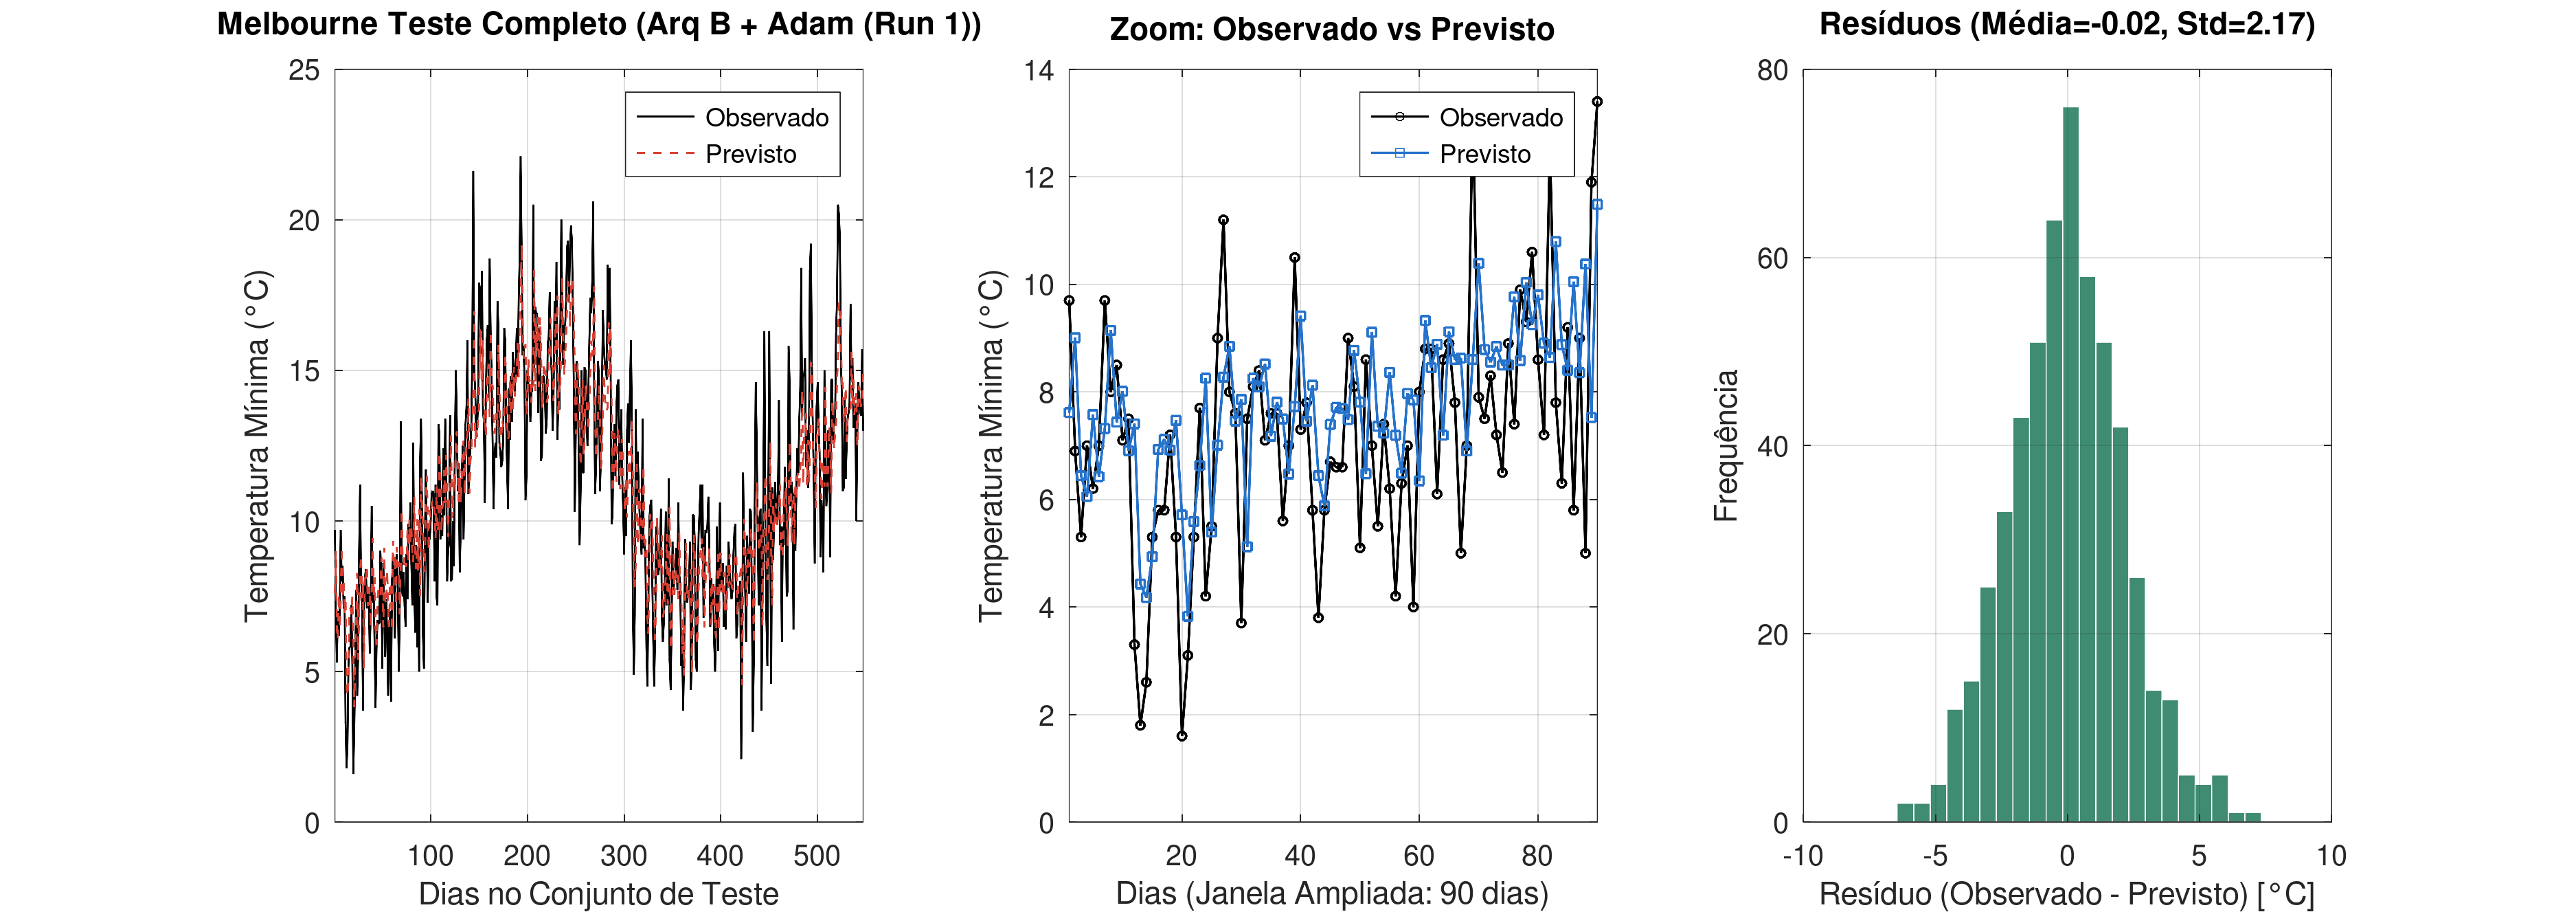 Melbourne Teste Completo (Arq B + Adam (Run 1))
25
20
15
10
5
0
100 200 300 400 500
Temperatura Mínima (°C)
Dias no Conjunto de Teste
Observado
Previsto
Zoom: Observado vs Previsto
14
12
10
8
6
4
2
0
20 40 60 80
Temperatura Mínima (°C)
Dias (Janela Ampliada: 90 dias)
Observado
Previsto
Resíduos (Média=-0.02, Std=2.17)
80
60
40
20
0
-10 -5 0 5 10
Frequência
Resíduo (Observado - Previsto) [°C]